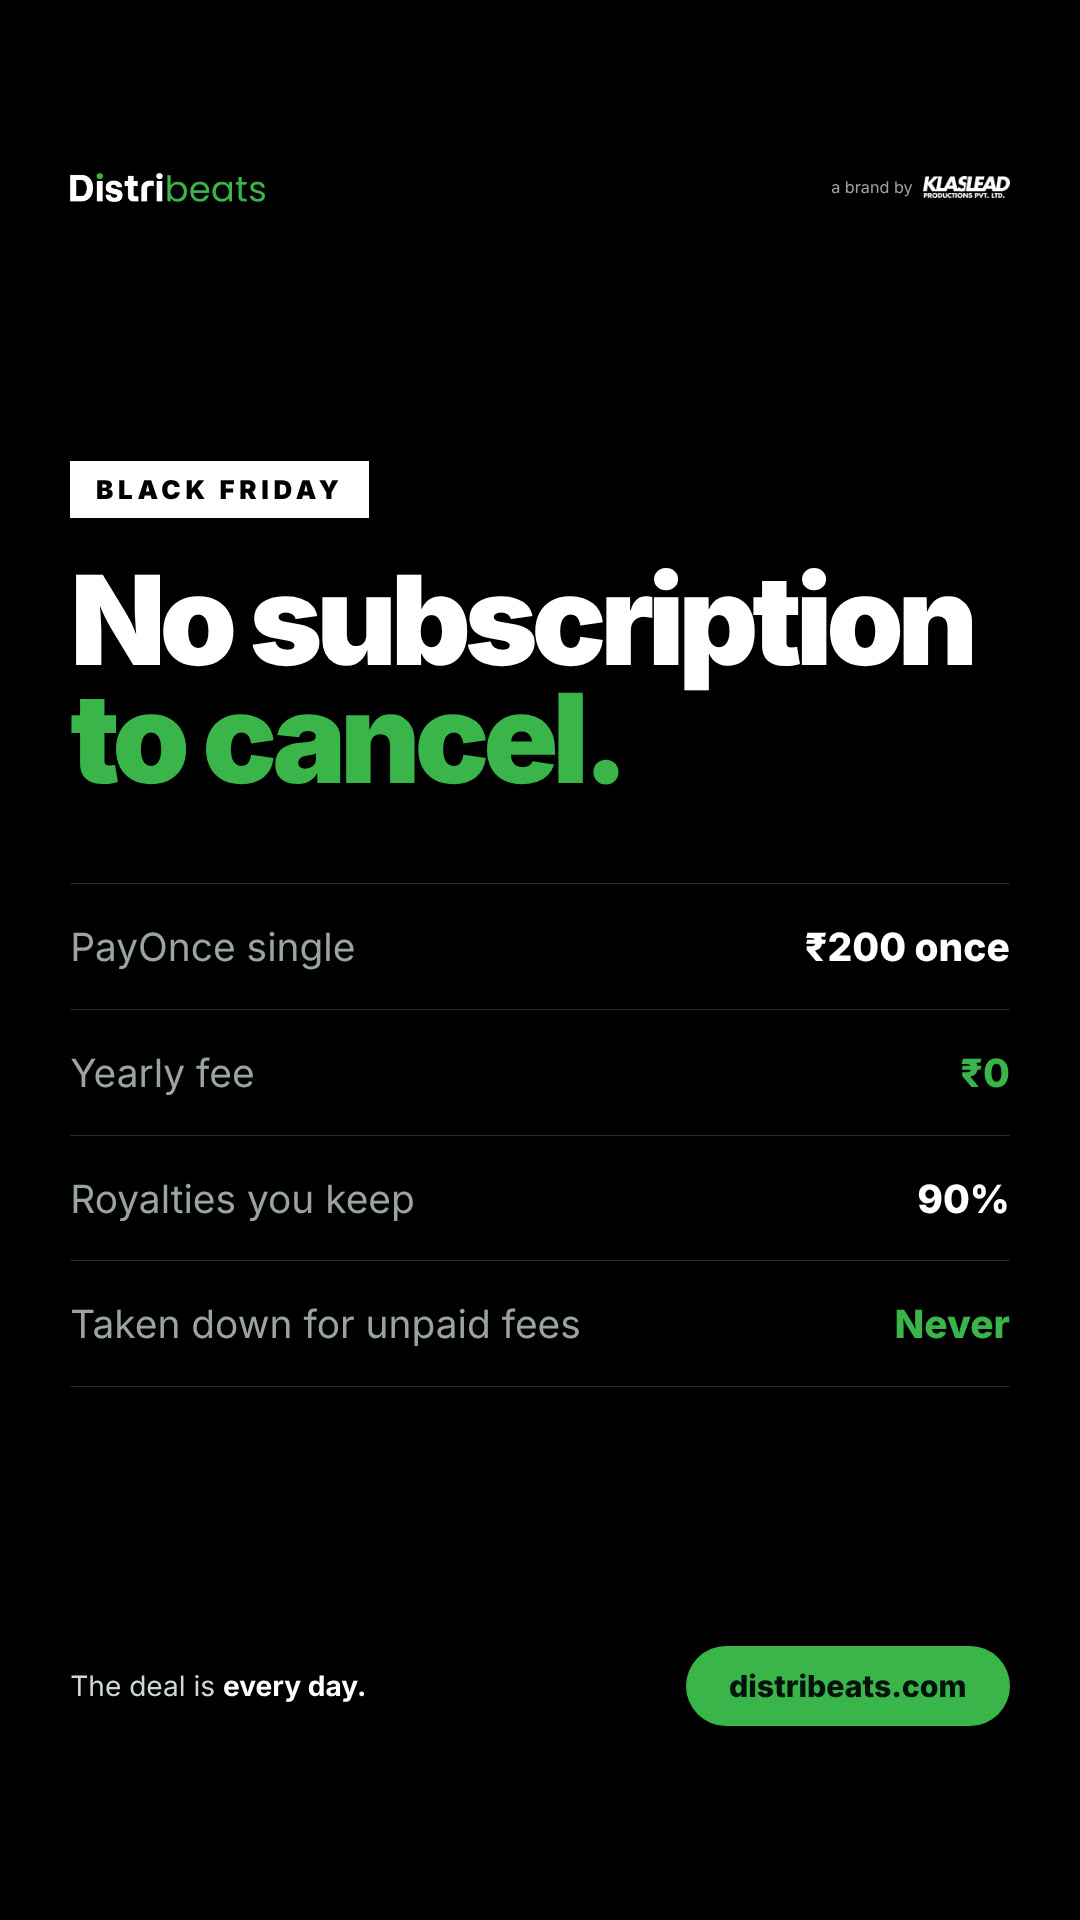 Distribeats
a brand by KLASLEAD
PRODUCTIONS PVT. LTD.
BLACK FRIDAY
No subscription
to cancel.
PayOnce single ₹200 once
Yearly fee ₹0
Royalties you keep 90%
Taken down for unpaid fees Never
The deal is every day. distribeats.com